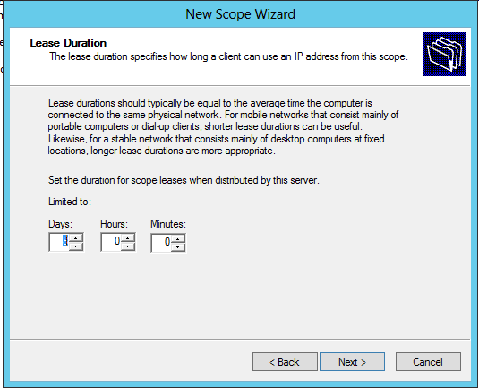 New Scope Wizard
Lease Duration
The lease duration specifies how long a client can use an IP address from this scope.
Lease durations should typically be equal to the average time the computer is
connected to the same physical network. For mobile networks that consist mainly of
portable computers or dial-up clients, shorter lease durations can be useful.
Likewise, for a stable network that consists mainly of desktop computers at fixed
locations, longer lease durations are more appropriate.
Set the duration for scope leases when distributed by this server.
Limited to:
Days: Hours: Minutes:
8 0 0
< Back Next > Cancel